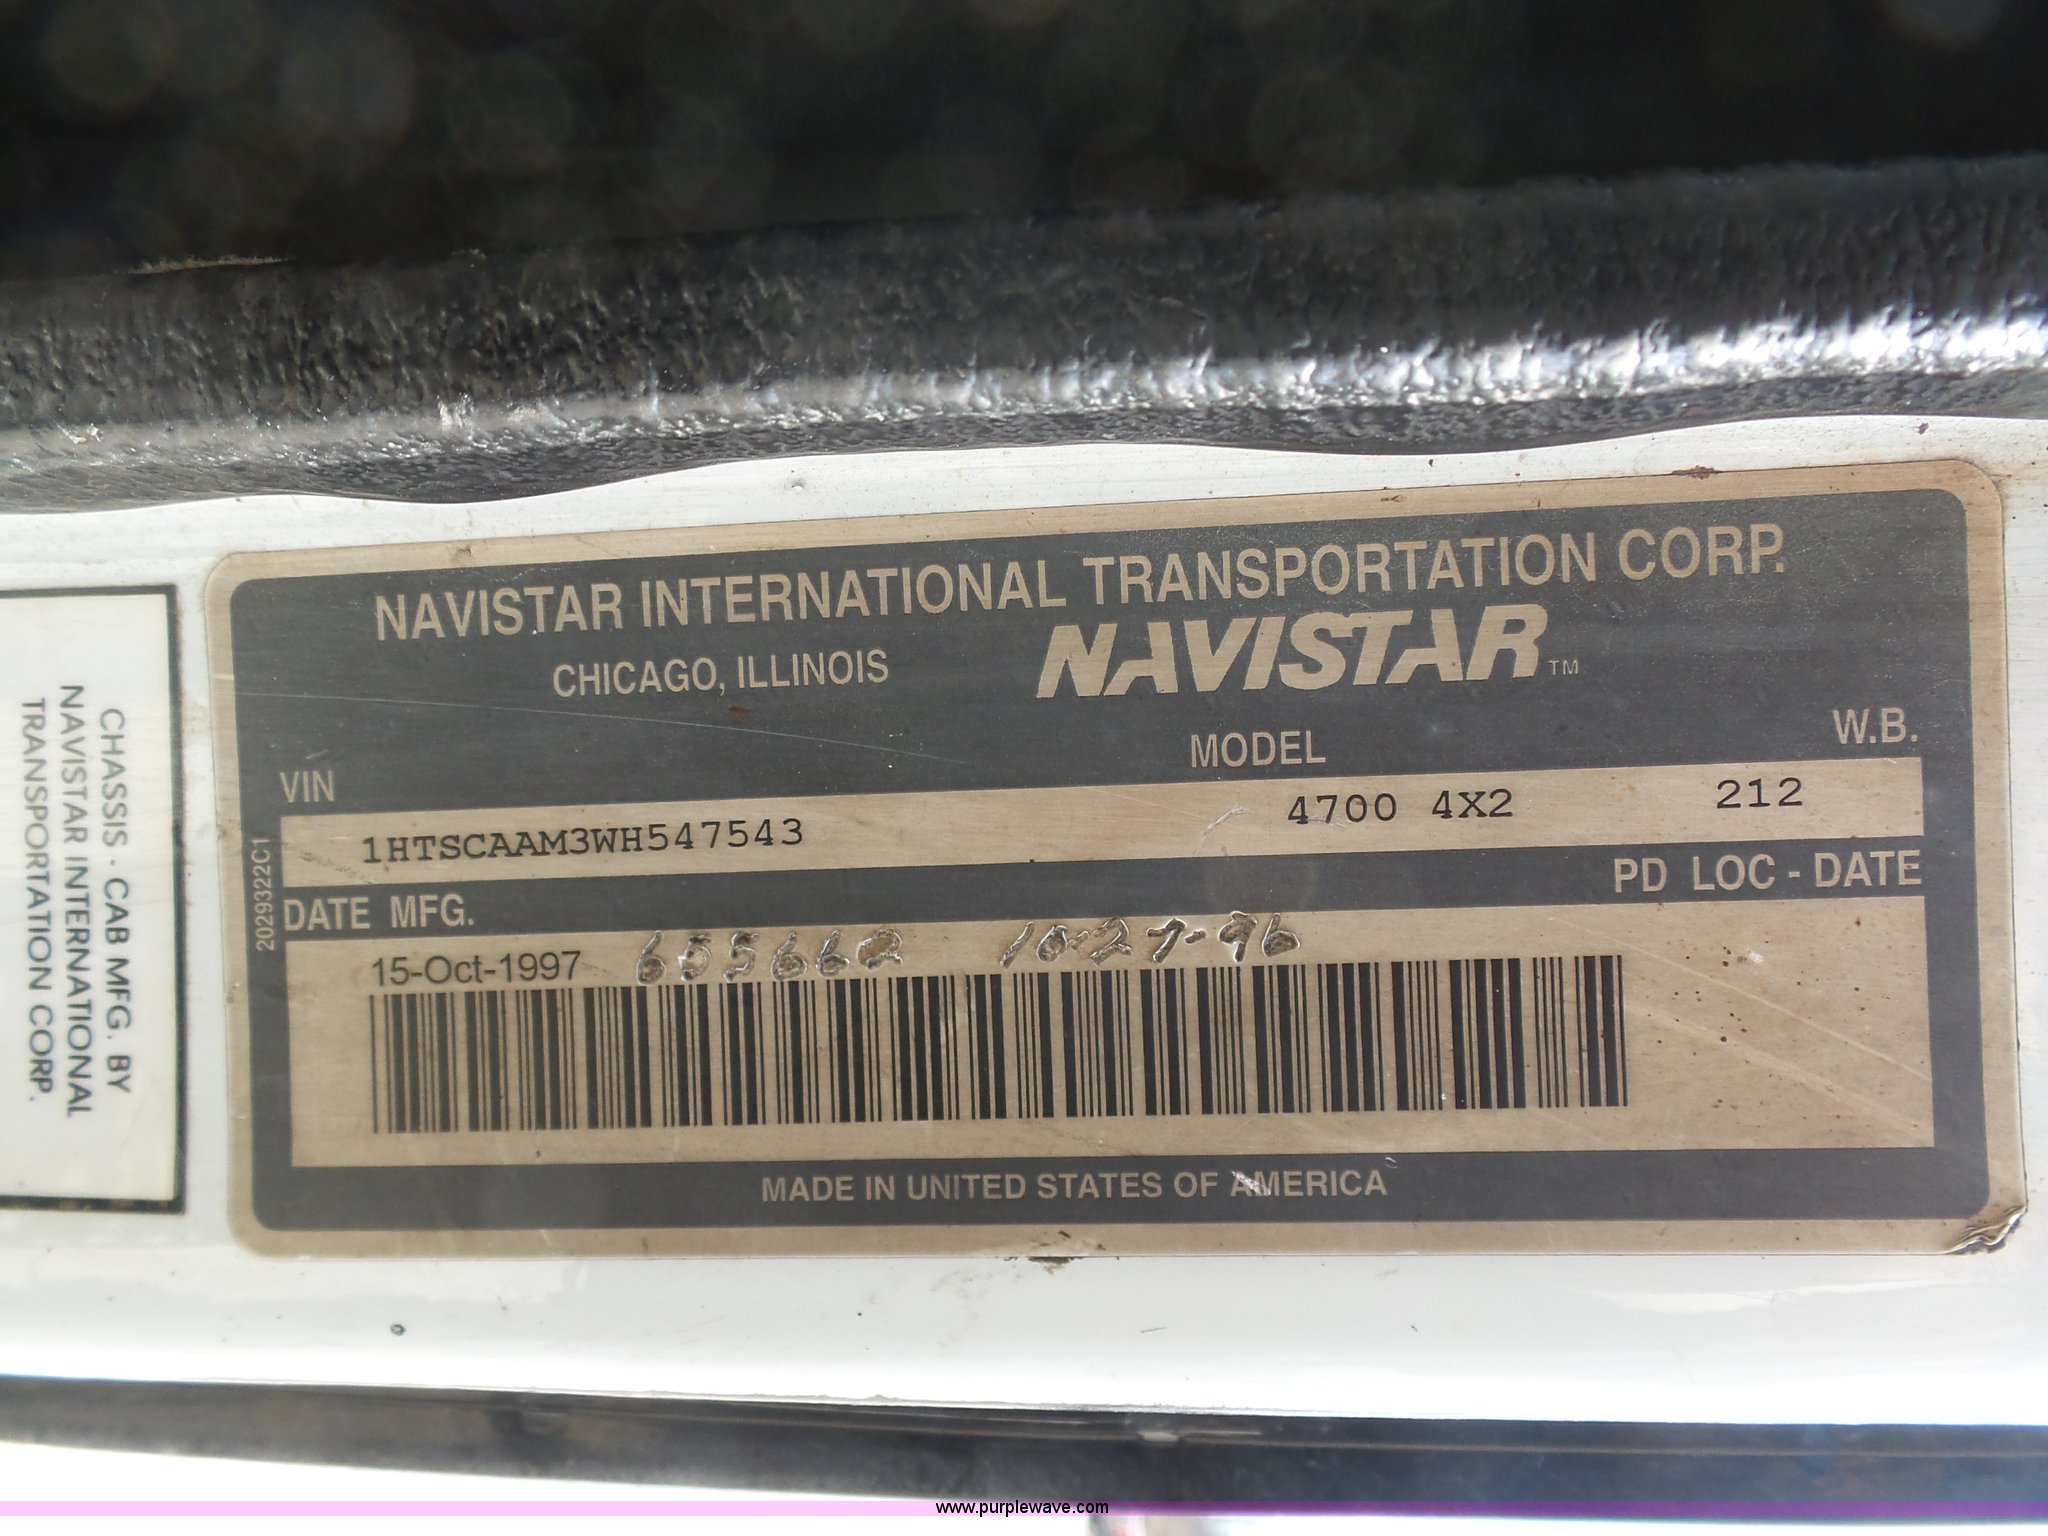 NAVISTAR INTERNATIONAL TRANSPORTATION CORP.
CHICAGO, ILLINOIS NAVISTAR™
VIN MODEL W.B.
1HTSCAAM3WH547543 4700 4X2 212
DATE MFG. PD LOC - DATE
15-Oct-1997 655662 10-27-96
MADE IN UNITED STATES OF AMERICA
2029322C1
CHASSIS - CAB MFG. BY
NAVISTAR INTERNATIONAL
TRANSPORTATION CORP.
www.purplewave.com